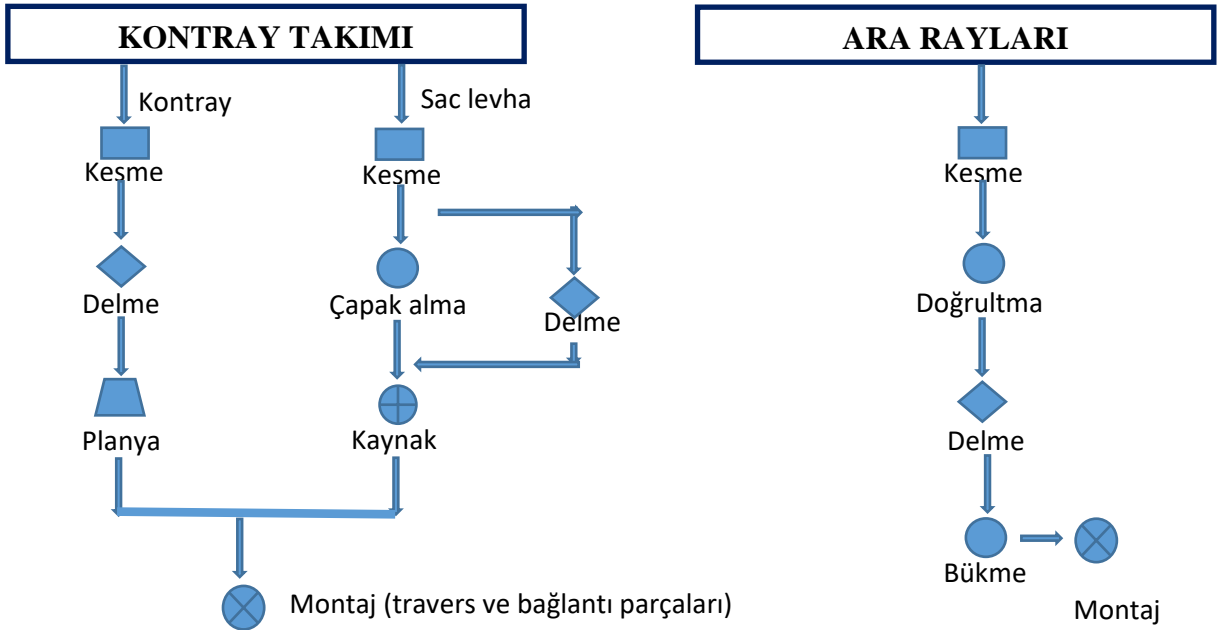 KONTRAY TAKIMI
Kontray
Sac levha
Kesme
Kesme
Delme
Çapak alma
Delme
Planya
Kaynak
Montaj (travers ve bağlantı parçaları)
ARA RAYLARI
Kesme
Doğrultma
Delme
Bükme
Montaj